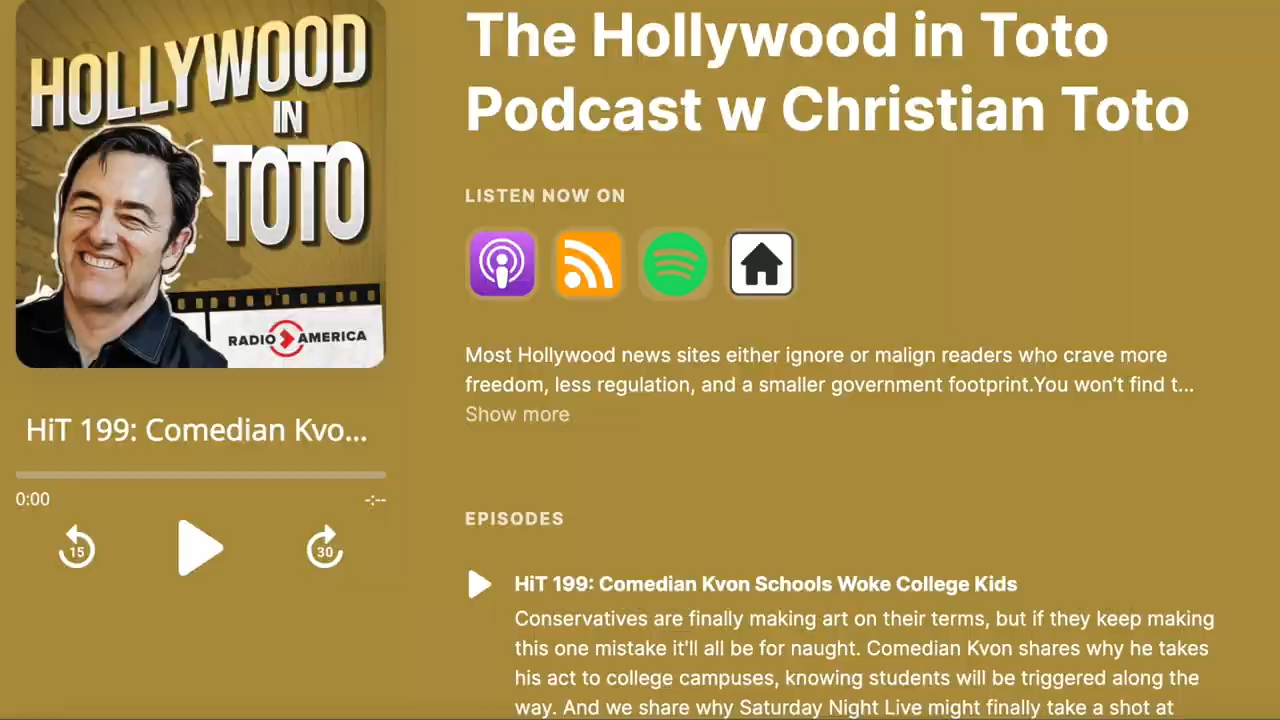 HOLLYWOOD
IN
TOTO
RADIO AMERICA
HiT 199: Comedian Kvo...
0:00
-:--
15
30
The Hollywood in Toto
Podcast w Christian Toto
LISTEN NOW ON
Most Hollywood news sites either ignore or malign readers who crave more
freedom, less regulation, and a smaller government footprint.You won't find t...
Show more
EPISODES
HiT 199: Comedian Kvon Schools Woke College Kids
Conservatives are finally making art on their terms, but if they keep making
this one mistake it'll all be for naught. Comedian Kvon shares why he takes
his act to college campuses, knowing students will be triggered along the
way. And we share why Saturday Night Live might finally take a shot at